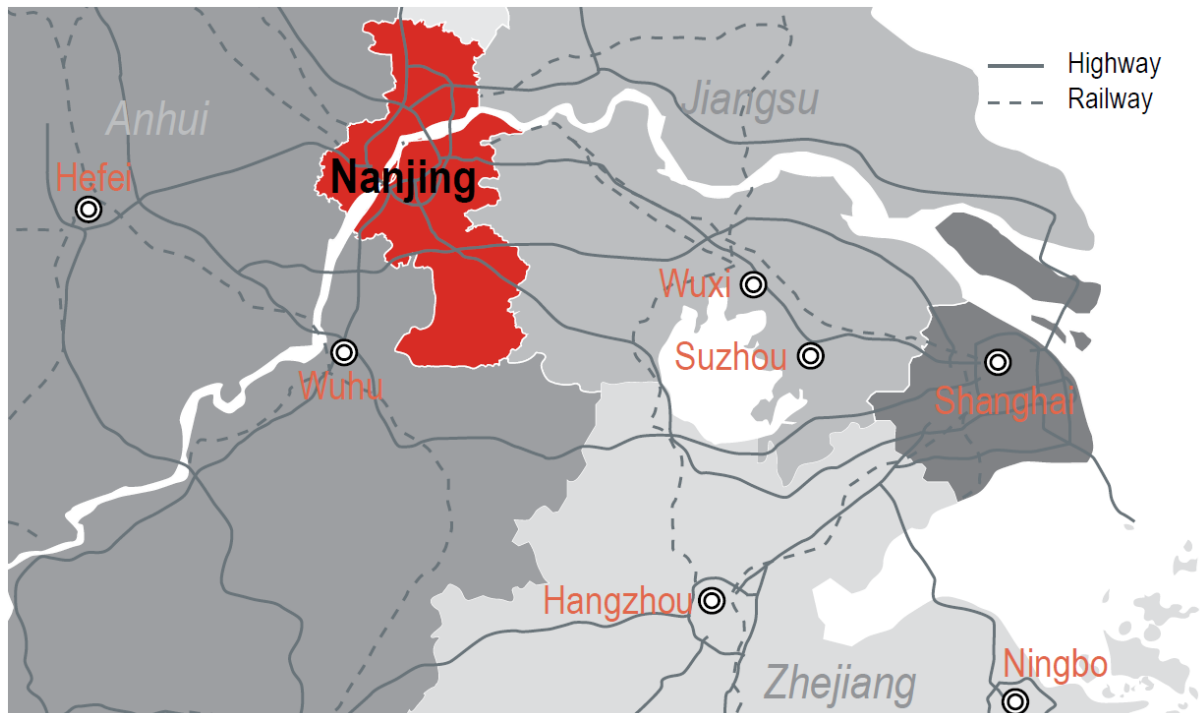 Highway
Railway
Jiangsu
Anhui
Hefei
Nanjing
Wuxi
Suzhou
Wuhu
Shanghai
Hangzhou
Ningbo
Zhejiang